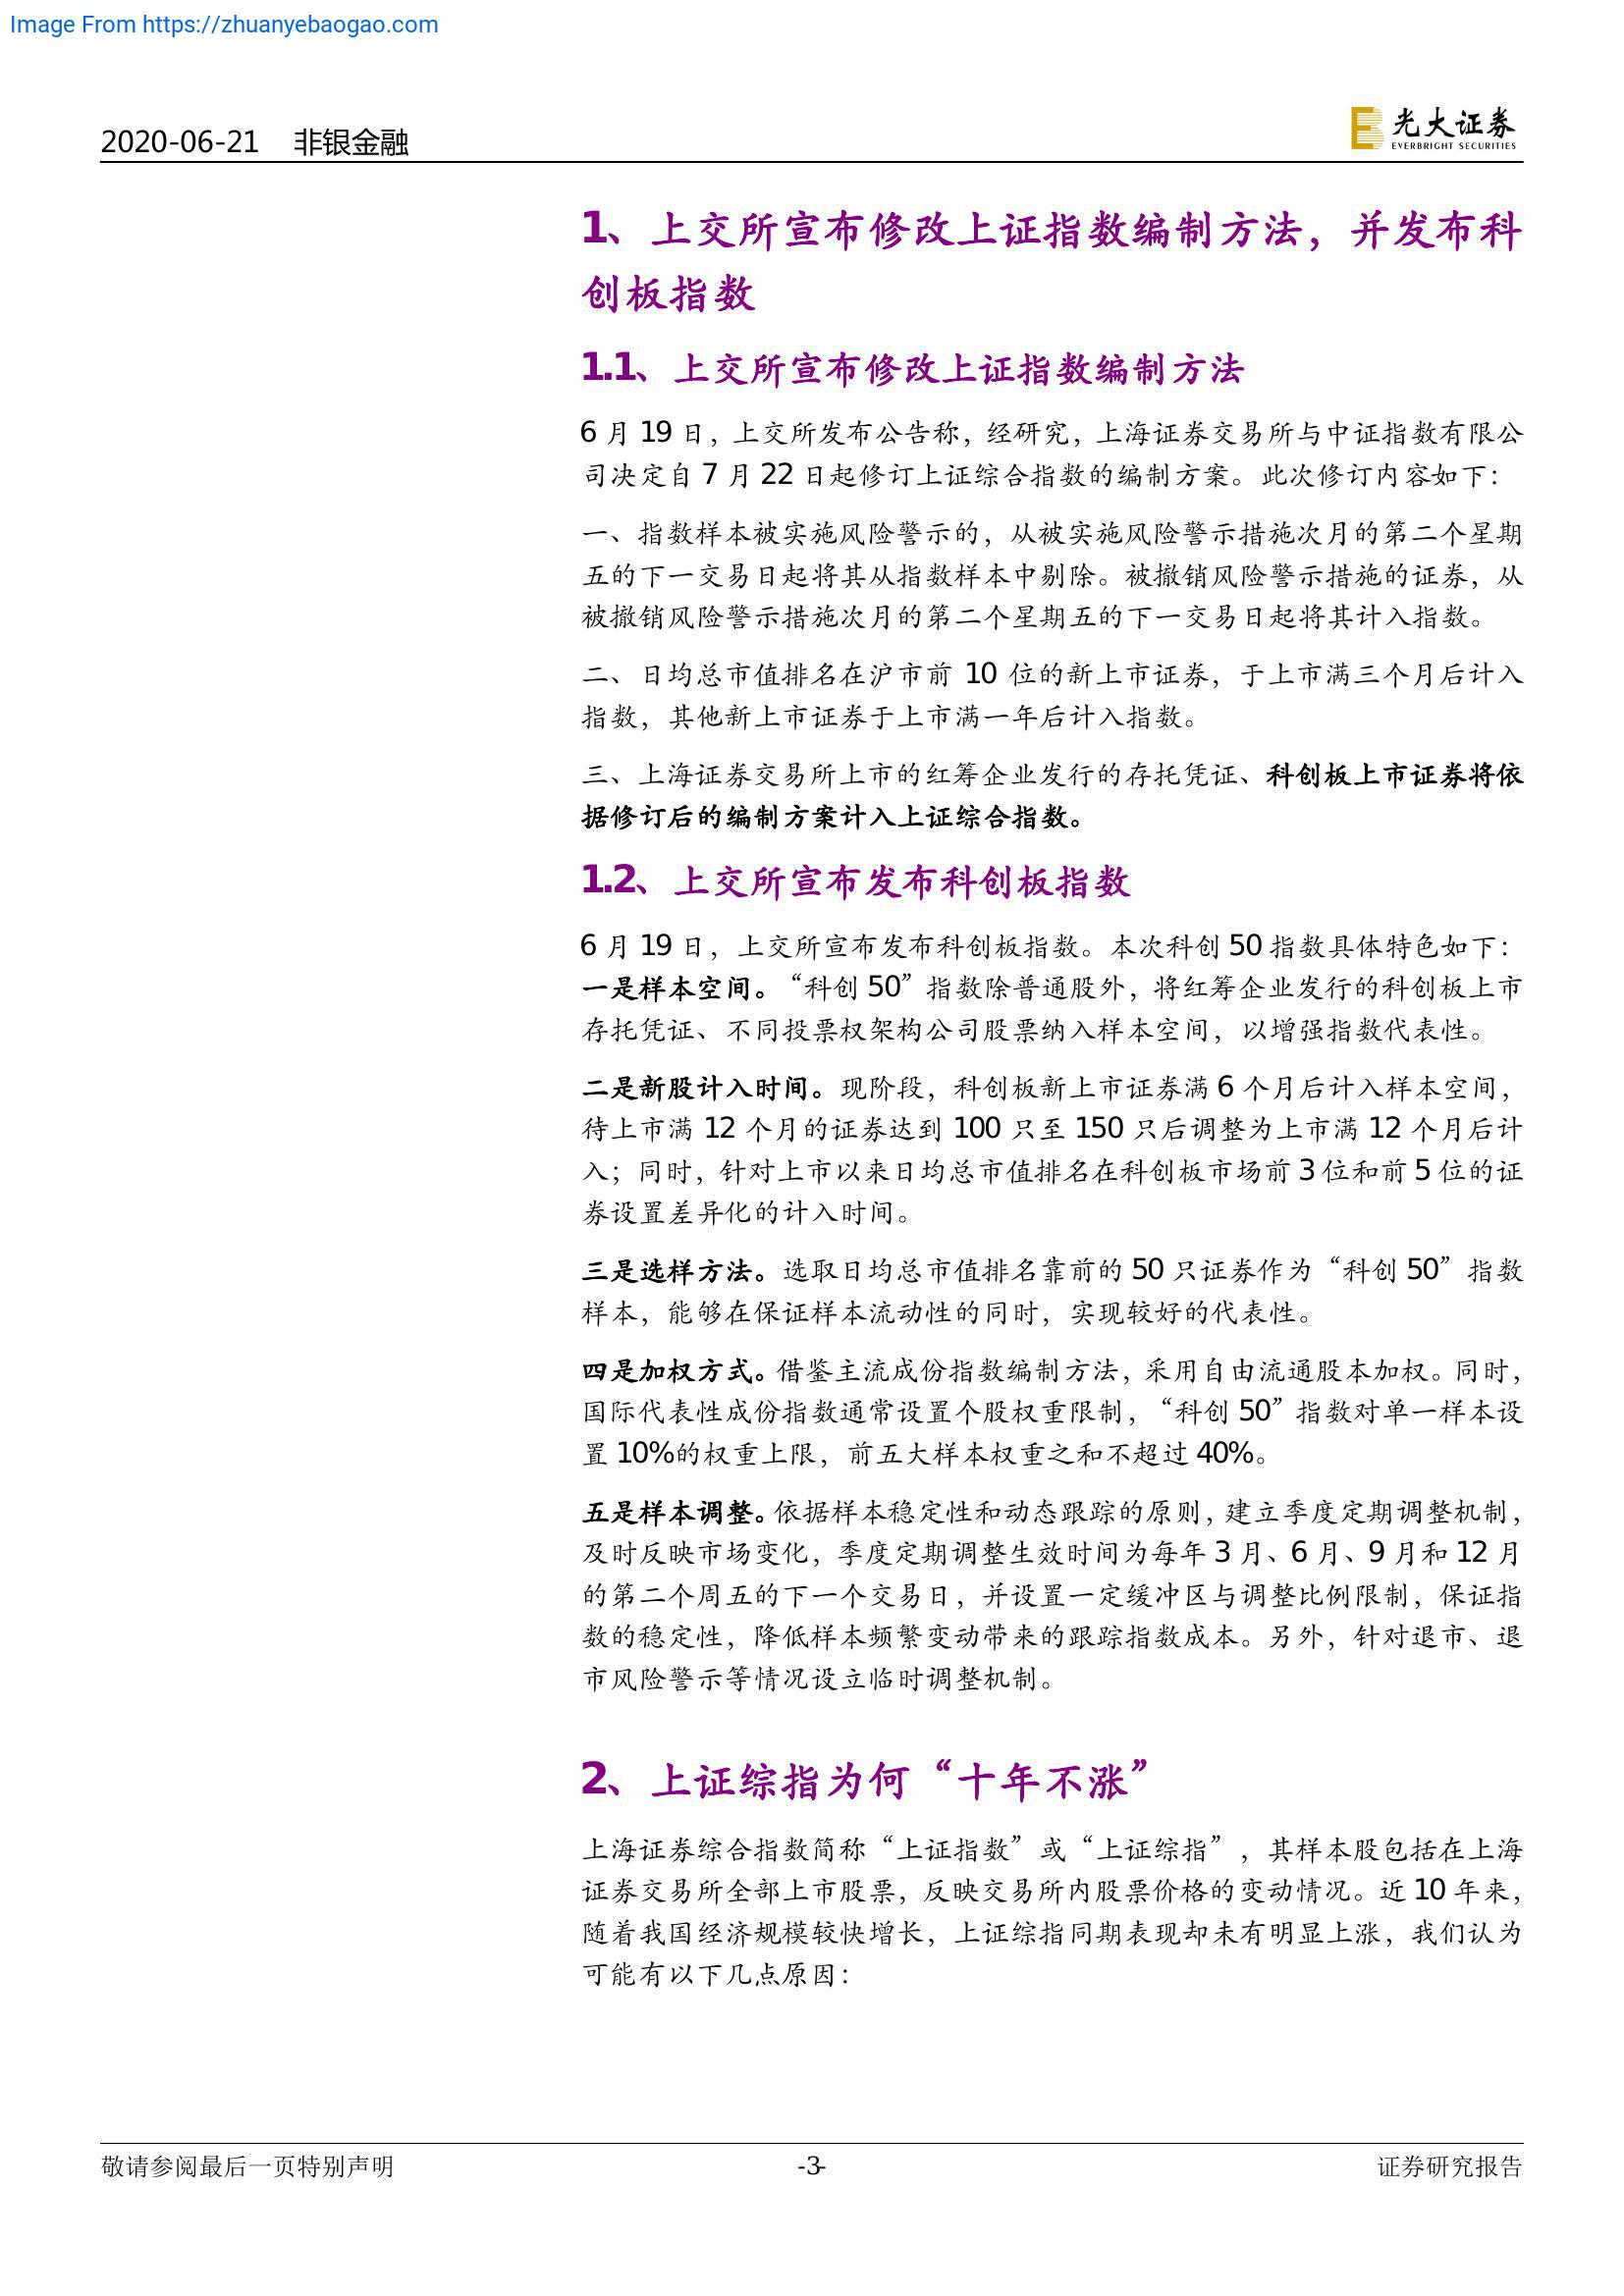 Image From https://zhuanyebaogao.com
2020-06-21 非银金融
光大证券
EVERBRIGHT SECURITIES
1、上交所宣布修改上证指数编制方法，并发布科
创板指数
1.1、上交所宣布修改上证指数编制方法
6 月 19 日，上交所发布公告称，经研究，上海证券交易所与中证指数有限公
司决定自 7 月 22 日起修订上证综合指数的编制方案。此次修订内容如下：
一、指数样本被实施风险警示的，从被实施风险警示措施次月的第二个星期
五的下一交易日起将其从指数样本中剔除。被撤销风险警示措施的证券，从
被撤销风险警示措施次月的第二个星期五的下一交易日起将其计入指数。
二、日均总市值排名在沪市前 10 位的新上市证券，于上市满三个月后计入
指数，其他新上市证券于上市满一年后计入指数。
三、上海证券交易所上市的红筹企业发行的存托凭证、科创板上市证券将依
据修订后的编制方案计入上证综合指数。
1.2、上交所宣布发布科创板指数
6 月 19 日，上交所宣布发布科创板指数。本次科创 50 指数具体特色如下：
一是样本空间。“科创 50”指数除普通股外，将红筹企业发行的科创板上市
存托凭证、不同投票权架构公司股票纳入样本空间，以增强指数代表性。
二是新股计入时间。现阶段，科创板新上市证券满 6 个月后计入样本空间，
待上市满 12 个月的证券达到 100 只至 150 只后调整为上市满 12 个月后计
入；同时，针对上市以来日均总市值排名在科创板市场前 3 位和前 5 位的证
券设置差异化的计入时间。
三是选样方法。选取日均总市值排名靠前的 50 只证券作为“科创 50”指数
样本，能够在保证样本流动性的同时，实现较好的代表性。
四是加权方式。借鉴主流成份指数编制方法，采用自由流通股本加权。同时，
国际代表性成份指数通常设置个股权重限制，“科创 50”指数对单一样本设
置 10%的权重上限，前五大样本权重之和不超过 40%。
五是样本调整。依据样本稳定性和动态跟踪的原则，建立季度定期调整机制，
及时反映市场变化，季度定期调整生效时间为每年 3 月、6 月、9 月和 12 月
的第二个周五的下一个交易日，并设置一定缓冲区与调整比例限制，保证指
数的稳定性，降低样本频繁变动带来的跟踪指数成本。另外，针对退市、退
市风险警示等情况设立临时调整机制。
2、上证综指为何“十年不涨”
上海证券综合指数简称“上证指数”或“上证综指”，其样本股包括在上海
证券交易所全部上市股票，反映交易所内股票价格的变动情况。近 10 年来，
随着我国经济规模较快增长，上证综指同期表现却未有明显上涨，我们认为
可能有以下几点原因：
敬请参阅最后一页特别声明 -3- 证券研究报告